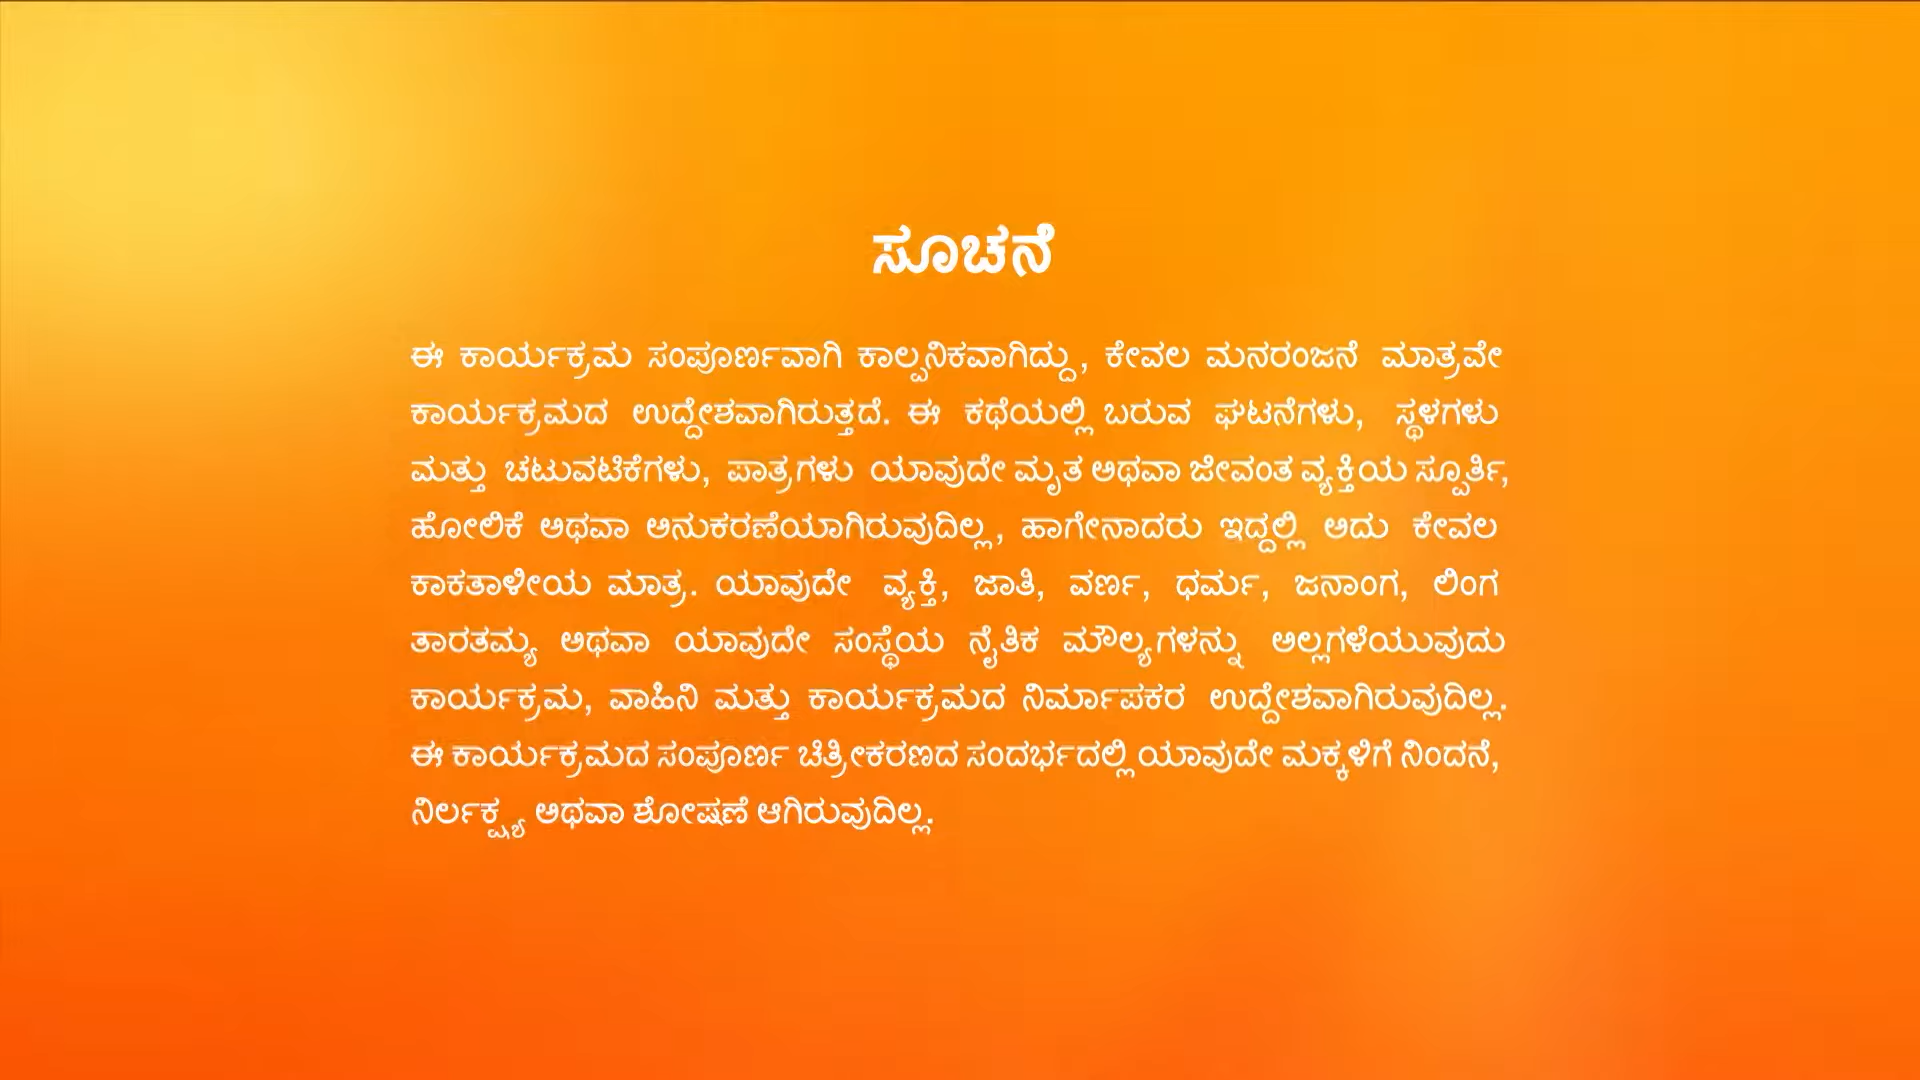 ಸೂಚನೆ
ಈ ಕಾರ್ಯಕ್ರಮ ಸಂಪೂರ್ಣವಾಗಿ ಕಾಲ್ಪನಿಕವಾಗಿದ್ದು, ಕೇವಲ ಮನರಂಜನೆ ಮಾತ್ರವೇ
ಕಾರ್ಯಕ್ರಮದ ಉದ್ದೇಶವಾಗಿರುತ್ತದೆ. ಈ ಕಥೆಯಲ್ಲಿ ಬರುವ ಘಟನೆಗಳು, ಸ್ಥಳಗಳು
ಮತ್ತು ಚಟುವಟಿಕೆಗಳು, ಪಾತ್ರಗಳು ಯಾವುದೇ ಮೃತ ಅಥವಾ ಜೀವಂತ ವ್ಯಕ್ತಿಯ ಸ್ಪೂರ್ತಿ,
ಹೋಲಿಕೆ ಅಥವಾ ಅನುಕರಣೆಯಾಗಿರುವುದಿಲ್ಲ, ಹಾಗೇನಾದರು ಇದ್ದಲ್ಲಿ ಅದು ಕೇವಲ
ಕಾಕತಾಳೀಯ ಮಾತ್ರ. ಯಾವುದೇ ವ್ಯಕ್ತಿ, ಜಾತಿ, ವರ್ಣ, ಧರ್ಮ, ಜನಾಂಗ, ಲಿಂಗ
ತಾರತಮ್ಯ ಅಥವಾ ಯಾವುದೇ ಸಂಸ್ಥೆಯ ನೈತಿಕ ಮೌಲ್ಯಗಳನ್ನು ಅಲ್ಲಗಳೆಯುವುದು
ಕಾರ್ಯಕ್ರಮ, ವಾಹಿನಿ ಮತ್ತು ಕಾರ್ಯಕ್ರಮದ ನಿರ್ಮಾಪಕರ ಉದ್ದೇಶವಾಗಿರುವುದಿಲ್ಲ.
ಈ ಕಾರ್ಯಕ್ರಮದ ಸಂಪೂರ್ಣ ಚಿತ್ರೀಕರಣದ ಸಂದರ್ಭದಲ್ಲಿ ಯಾವುದೇ ಮಕ್ಕಳಿಗೆ ನಿಂದನೆ,
ನಿರ್ಲಕ್ಷ್ಯ ಅಥವಾ ಶೋಷಣೆ ಆಗಿರುವುದಿಲ್ಲ.